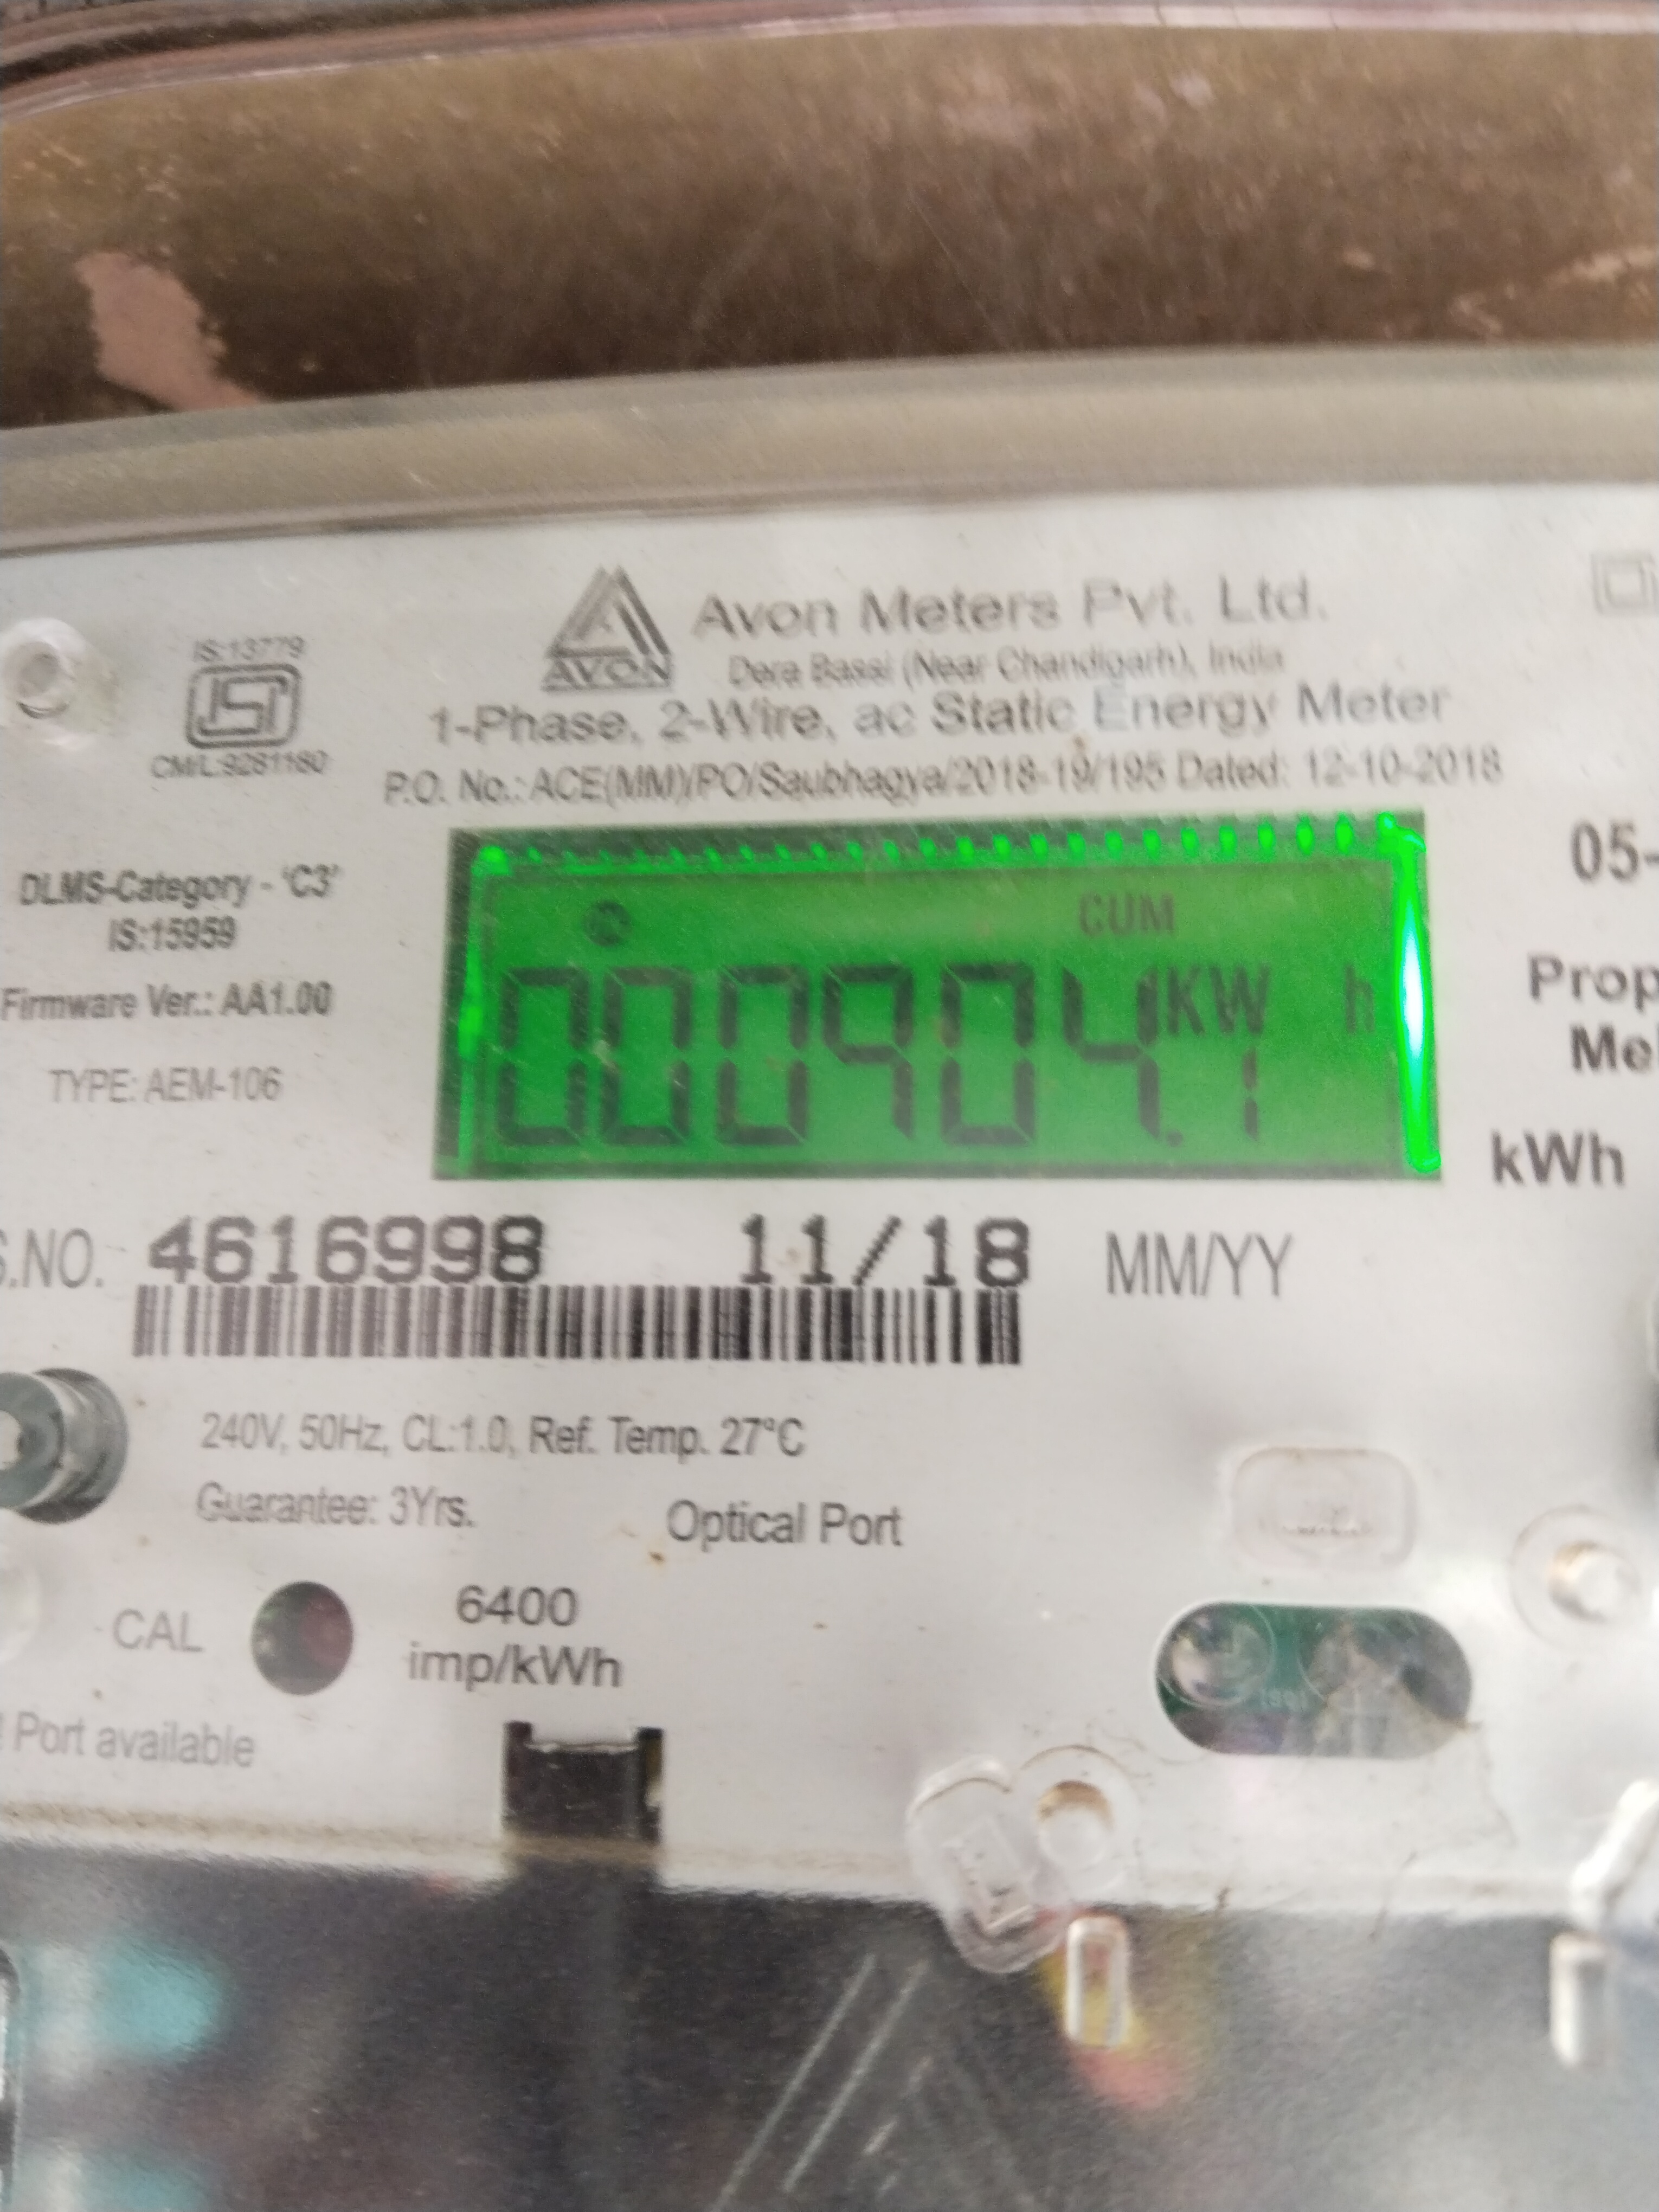 IS:13779
ISI
CM/L:9281180
AVON
Avon Meters Pvt. Ltd.
Dera Bassi (Near Chandigarh), India
1-Phase, 2-Wire, ac Static Energy Meter
P.O. No.: ACE(MM)/PO/Saubhagya/2018-19/195 Dated: 12-10-2018
DLMS-Category - 'C3'
IS:15959
Firmware Ver.: AA1.00
TYPE: AEM-106
CUM
000904.1 KW h
05-
Prop
kWh
S.NO. 4616998 11/18 MM/YY
240V, 50Hz, CL:1.0, Ref. Temp. 27°C
Guarantee: 3Yrs.
Optical Port
CAL
6400
imp/kWh
Port available